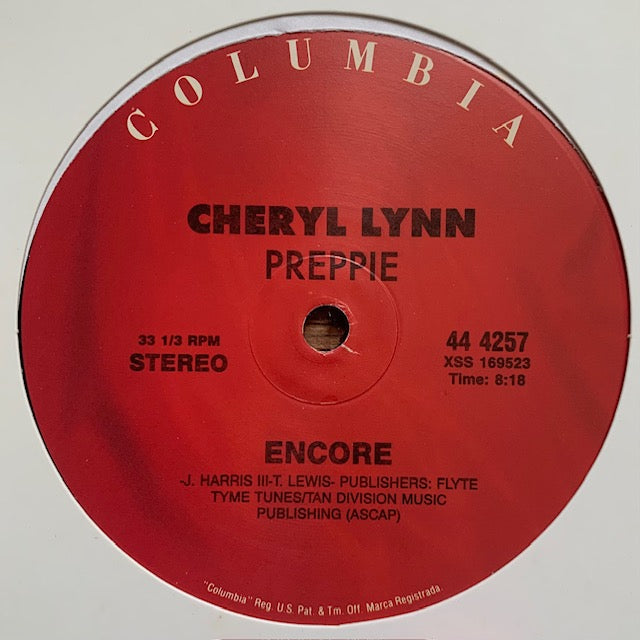 COLUMBIA
CHERYL LYNN
PREPPIE
33 1/3 RPM
STEREO
44 4257
XSS 169523
Time: 8:18
ENCORE
-J. HARRIS III-T. LEWIS- PUBLISHERS: FLYTE
TYME TUNES/TAN DIVISION MUSIC
PUBLISHING (ASCAP)
"Columbia" Reg. U.S. Pat. & Tm. Off. Marca Registrada.